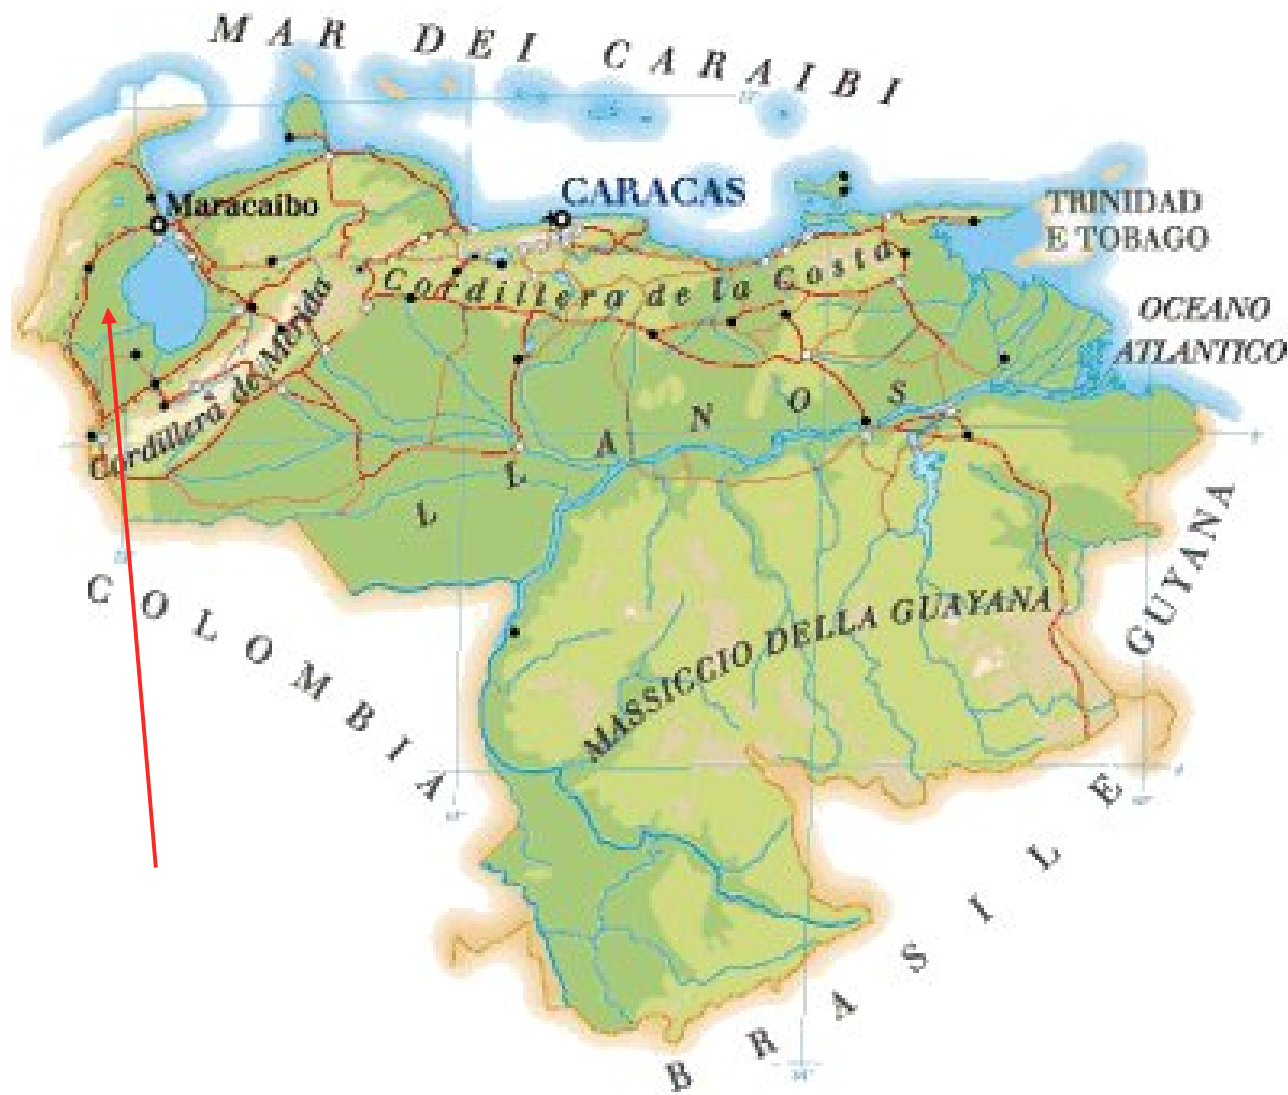 MAR DEI CARAIBI
Maracaibo
CARACAS
TRINIDAD
E TOBAGO
Cordillera de la Costa
OCEANO
ATLANTICO
Cordillera de Mérida
LLANOS
COLOMBIA
GUYANA
MASSICCIO DELLA GUAYANA
BRASILE